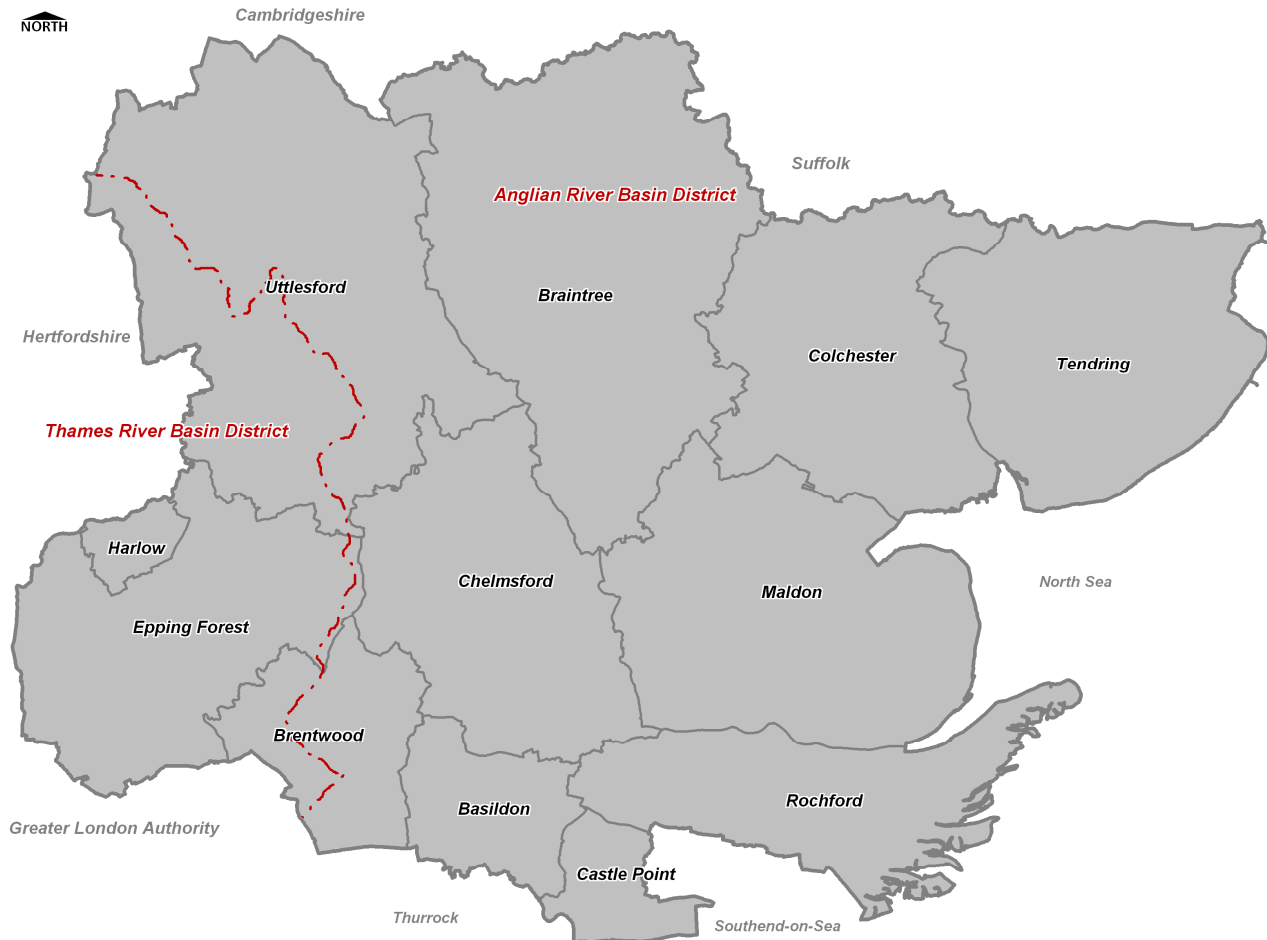 Cambridgeshire
NORTH
Suffolk
Anglian River Basin District
Uttlesford
Braintree
Hertfordshire
Colchester
Tendring
Thames River Basin District
Harlow
Chelmsford
North Sea
Maldon
Epping Forest
Brentwood
Rochford
Basildon
Greater London Authority
Castle Point
Thurrock
Southend-on-Sea